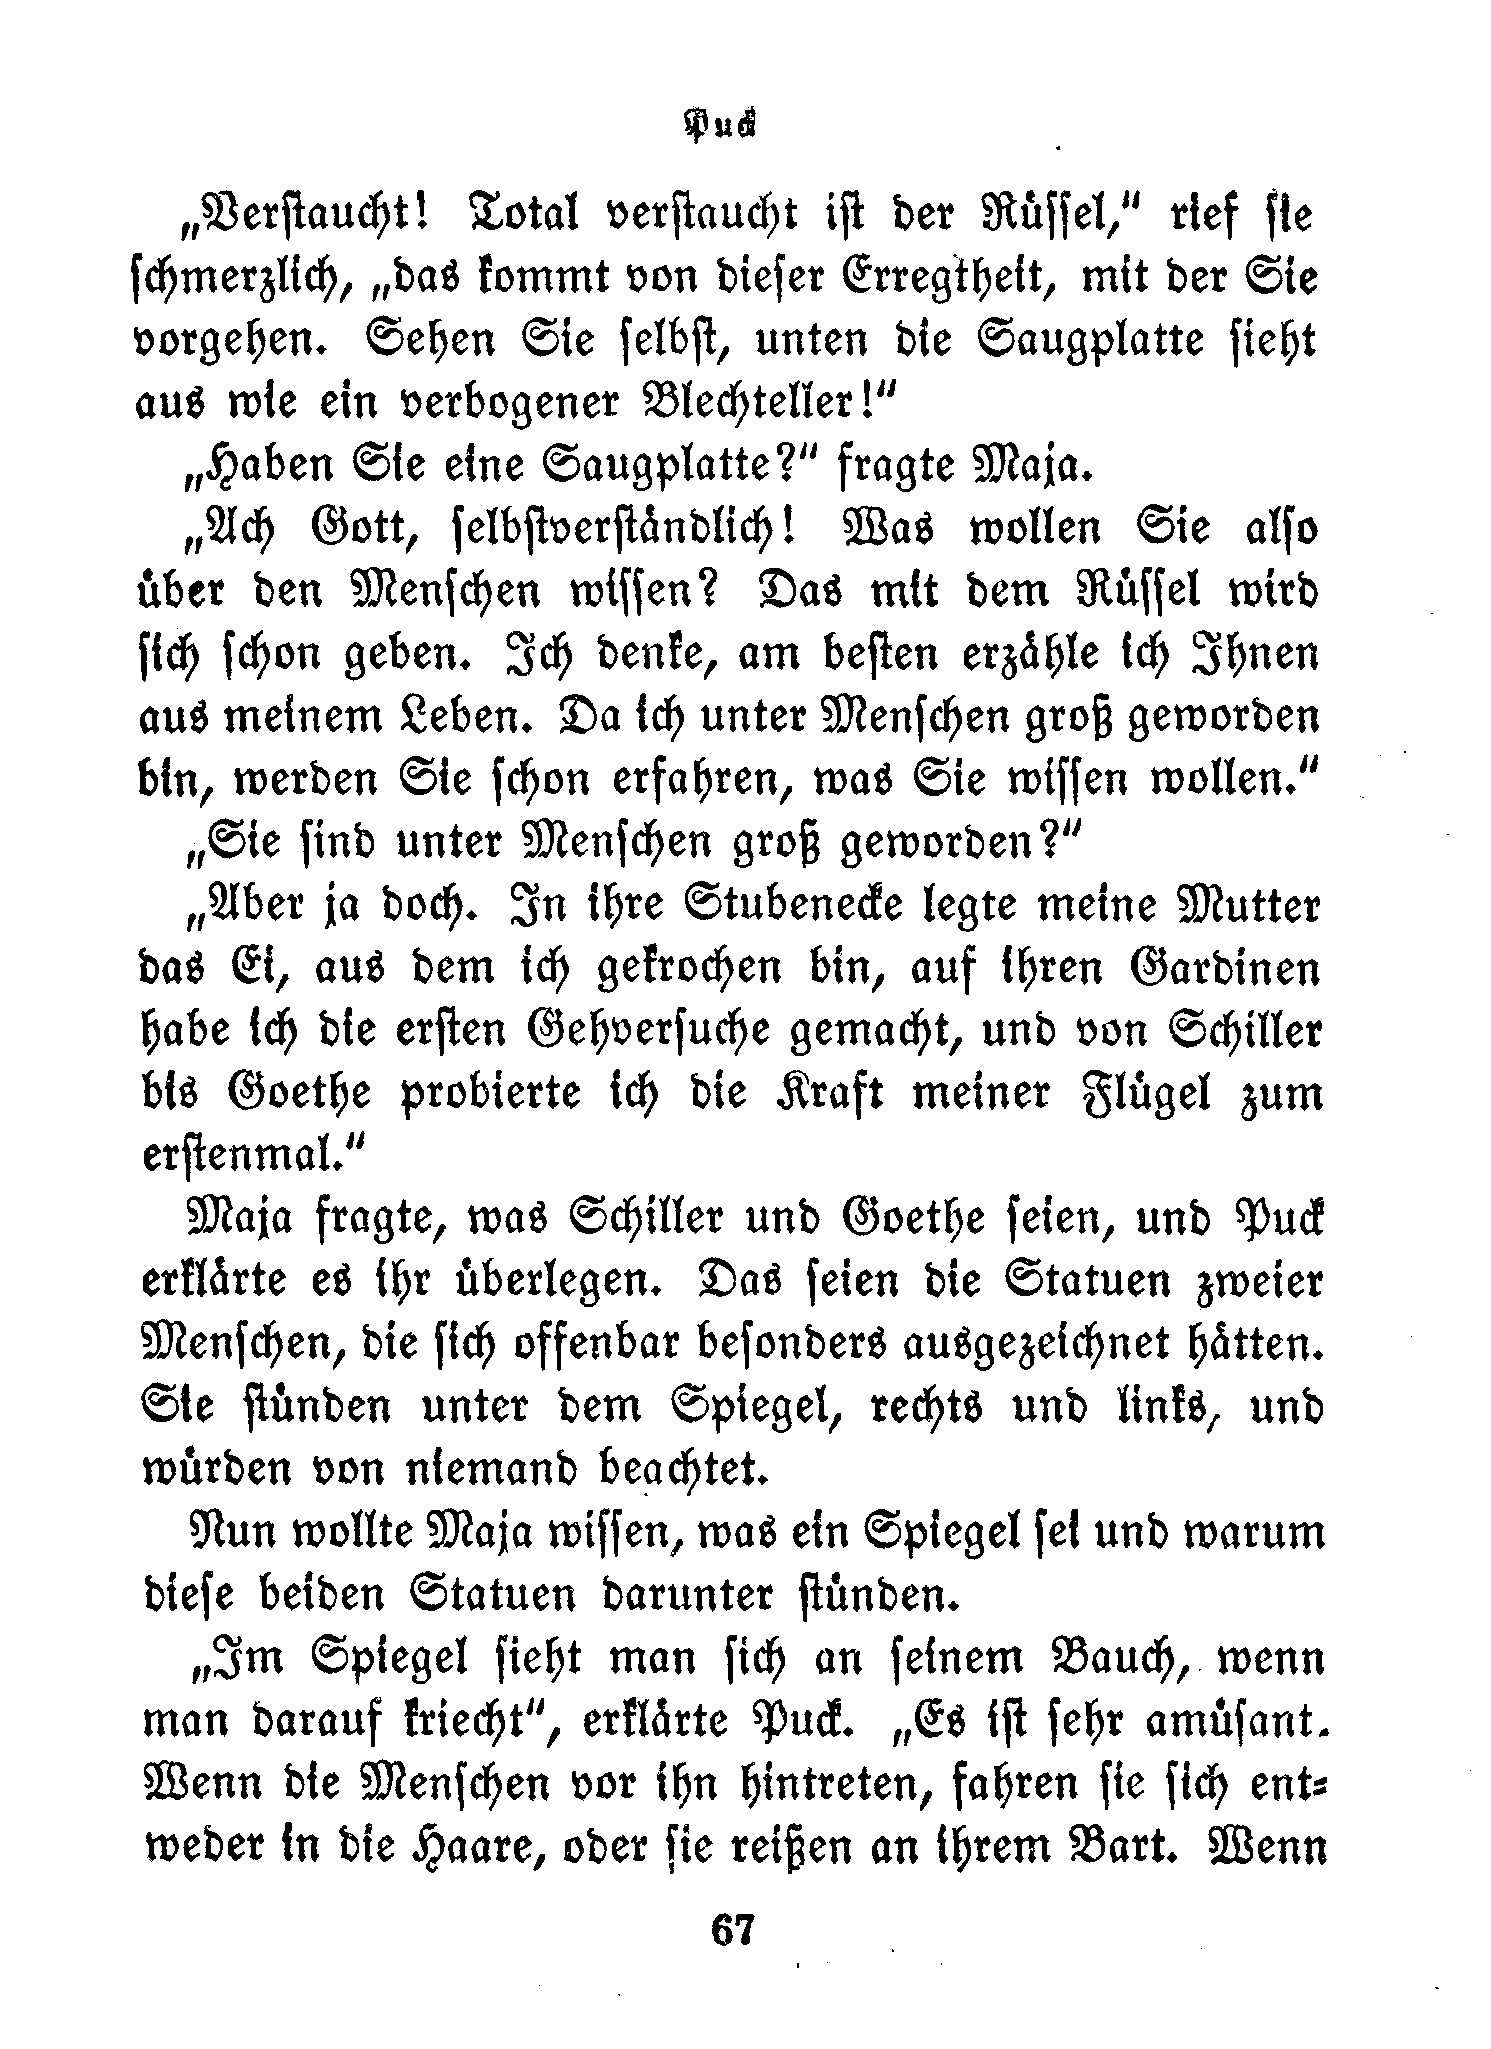 Puck
„Verstaucht! Total verstaucht ist der Rüssel,“ rief sie
schmerzlich, „das kommt von dieser Erregtheit, mit der Sie
vorgehen. Sehen Sie selbst, unten die Saugplatte sieht
aus wie ein verbogener Blechteller!“
„Haben Sie eine Saugplatte?“ fragte Maja.
„Ach Gott, selbstverständlich! Was wollen Sie also
über den Menschen wissen? Das mit dem Rüssel wird
sich schon geben. Ich denke, am besten erzähle ich Ihnen
aus meinem Leben. Da ich unter Menschen groß geworden
bin, werden Sie schon erfahren, was Sie wissen wollen.“
„Sie sind unter Menschen groß geworden?“
„Aber ja doch. In ihre Stubenecke legte meine Mutter
das Ei, aus dem ich gekrochen bin, auf ihren Gardinen
habe ich die ersten Gehversuche gemacht, und von Schiller
bis Goethe probierte ich die Kraft meiner Flügel zum
erstenmal.“
Maja fragte, was Schiller und Goethe seien, und Puck
erklärte es ihr überlegen. Das seien die Statuen zweier
Menschen, die sich offenbar besonders ausgezeichnet hätten.
Sie stünden unter dem Spiegel, rechts und links, und
würden von niemand beachtet.
Nun wollte Maja wissen, was ein Spiegel sei und warum
diese beiden Statuen darunter stünden.
„Im Spiegel sieht man sich an seinem Bauch, wenn
man darauf kriecht“, erklärte Puck. „Es ist sehr amüsant.
Wenn die Menschen vor ihn hintreten, fahren sie sich ent-
weder in die Haare, oder sie reißen an ihrem Bart. Wenn
67